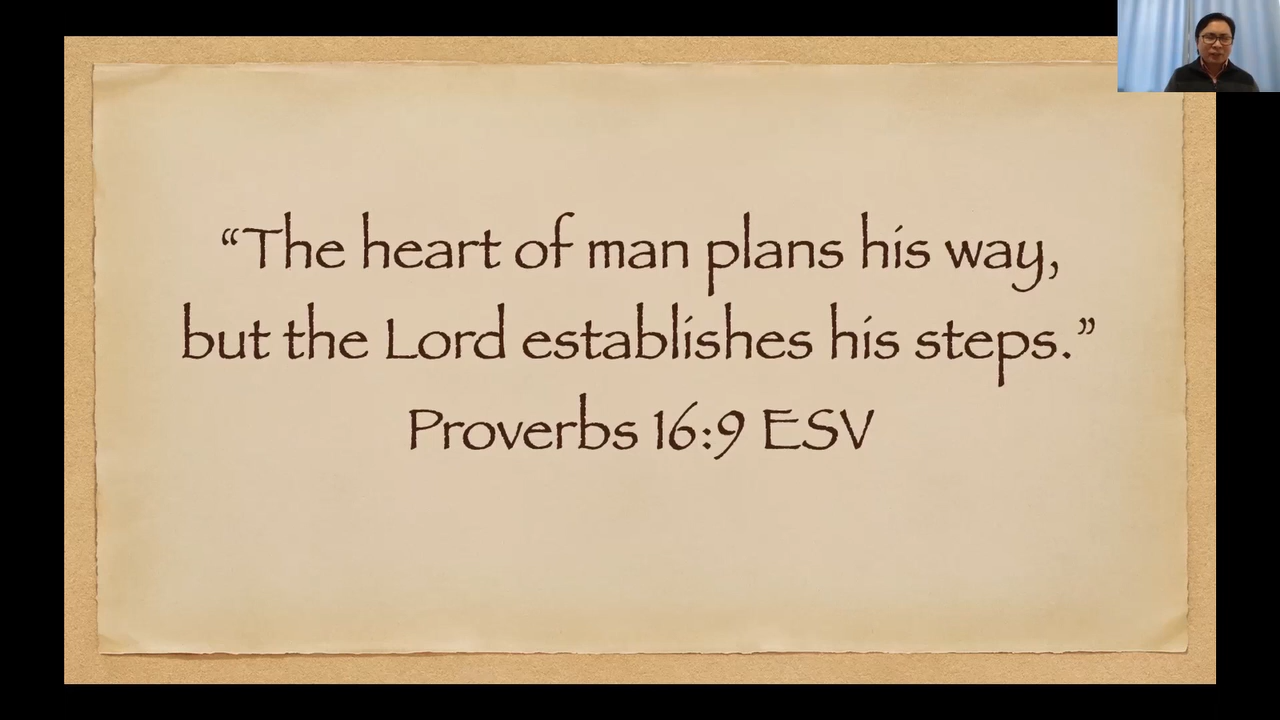 “The heart of man plans his way,
but the Lord establishes his steps.”
Proverbs 16:9 ESV